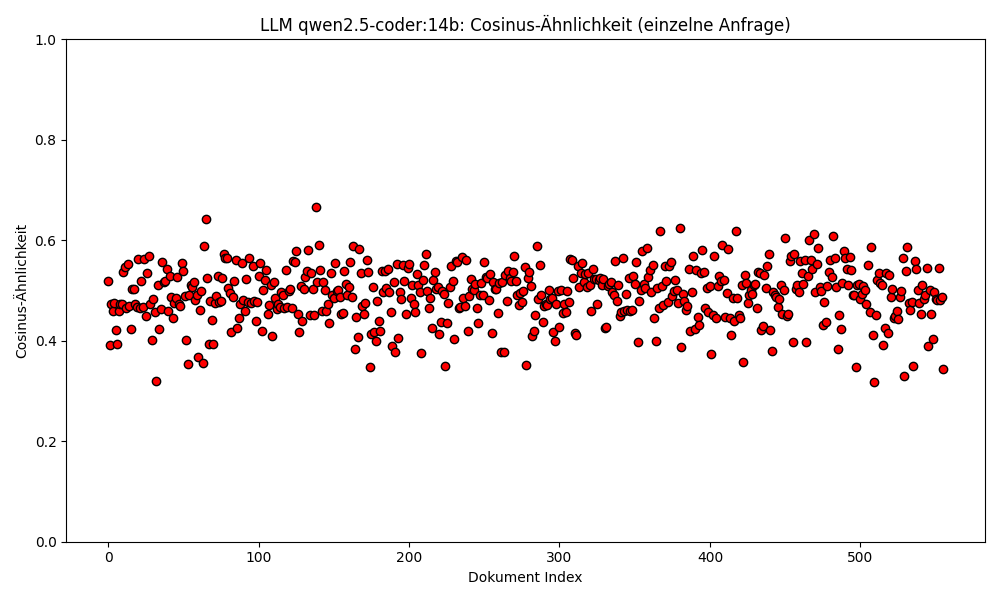 LLM qwen2.5-coder:14b: Cosinus-Ähnlichkeit (einzelne Anfrage)
1.0
0.8
0.6
0.4
0.2
0.0
Cosinus-Ähnlichkeit
0 100 200 300 400 500
Dokument Index